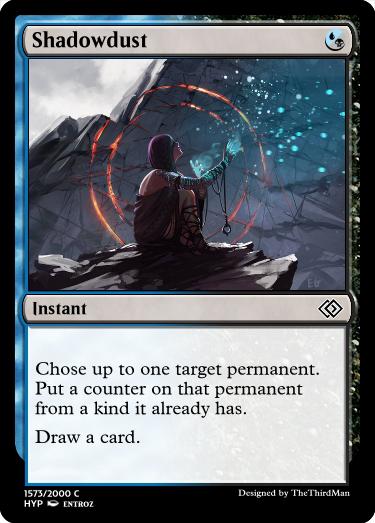 Shadowdust
Instant
Chose up to one target permanent.
Put a counter on that permanent
from a kind it already has.
Draw a card.
1573/2000 C
HYP ENTROZ
Designed by TheThirdMan